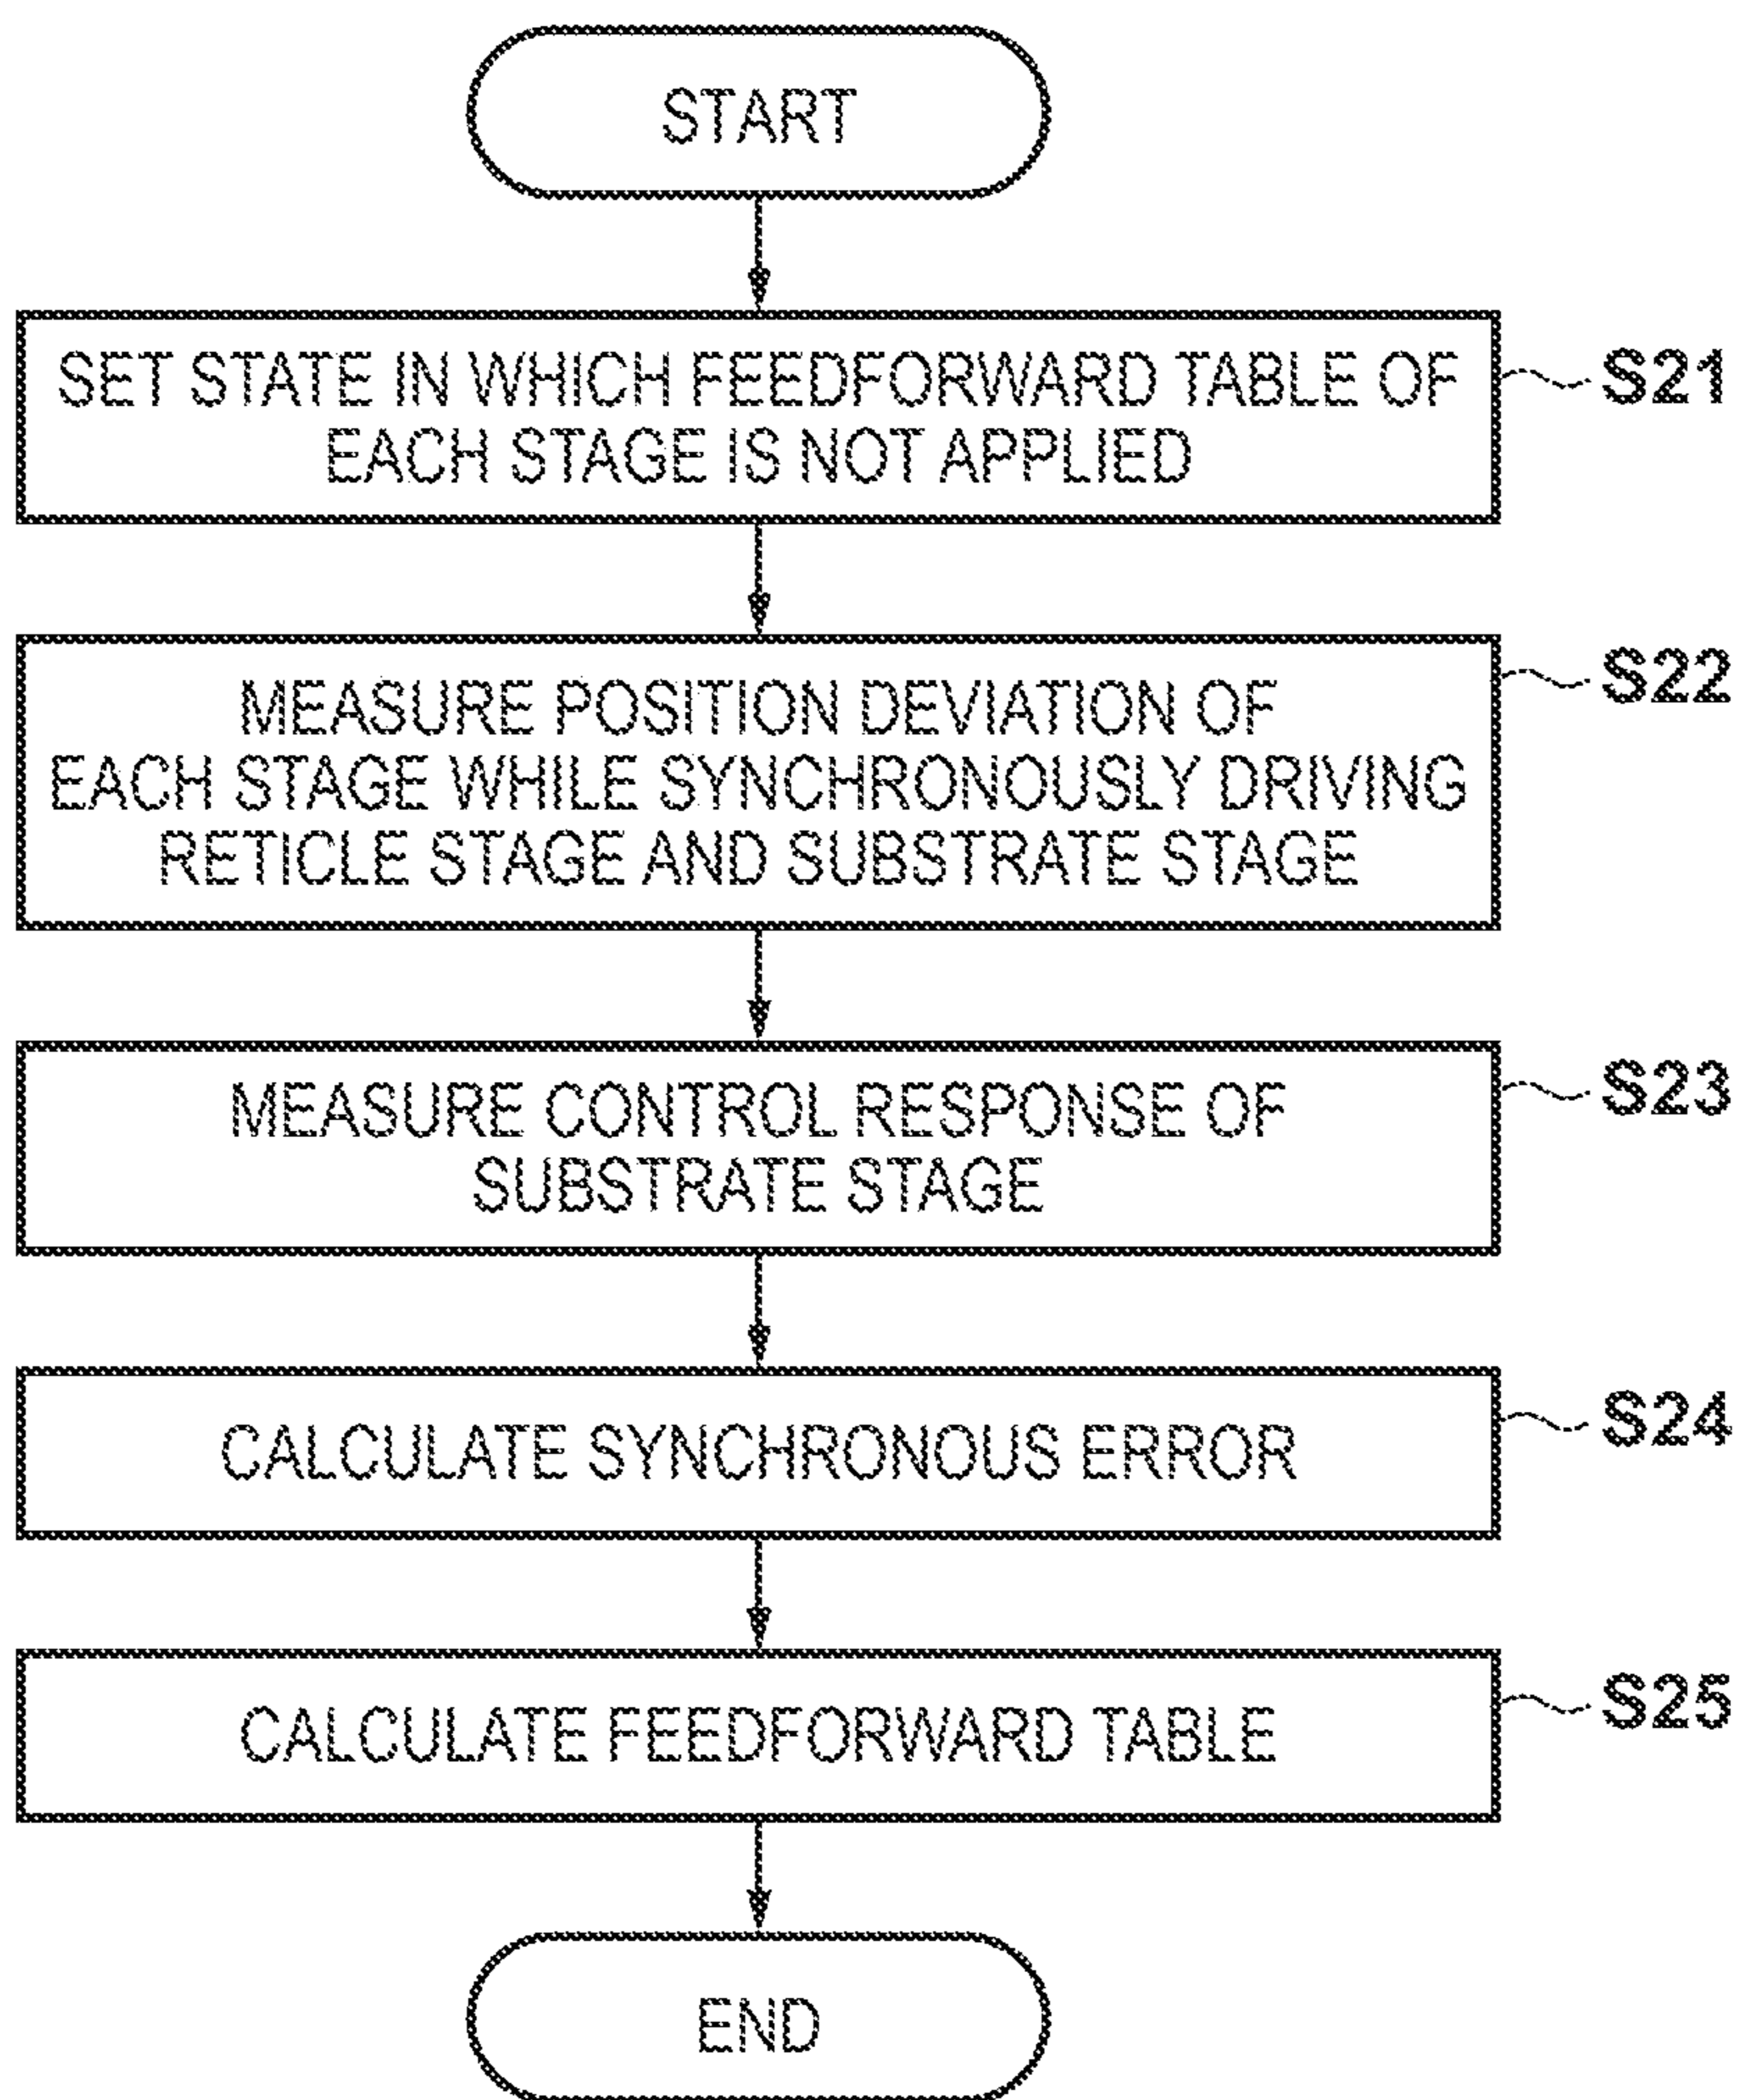 START
SET STATE IN WHICH FEEDFORWARD TABLE OF
EACH STAGE IS NOT APPLIED
S21
MEASURE POSITION DEVIATION OF
EACH STAGE WHILE SYNCHRONOUSLY DRIVING
RETICLE STAGE AND SUBSTRATE STAGE
S22
MEASURE CONTROL RESPONSE OF
SUBSTRATE STAGE
S23
CALCULATE SYNCHRONOUS ERROR
S24
CALCULATE FEEDFORWARD TABLE
S25
END